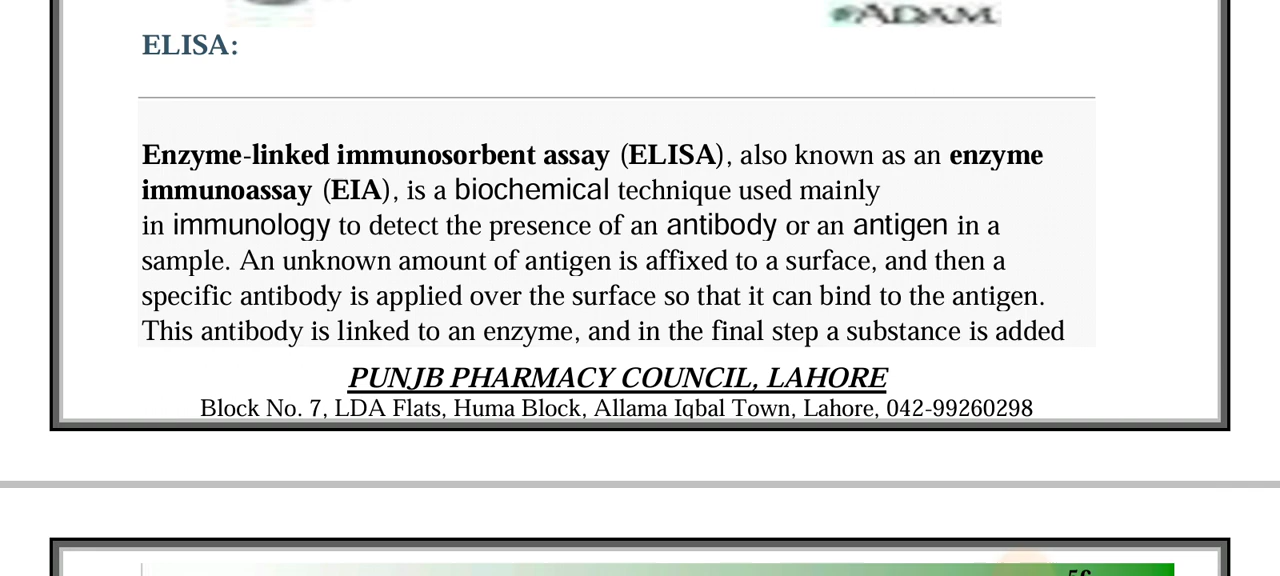 ADAM
ELISA:
Enzyme-linked immunosorbent assay (ELISA), also known as an enzyme
immunoassay (EIA), is a biochemical technique used mainly
in immunology to detect the presence of an antibody or an antigen in a
sample. An unknown amount of antigen is affixed to a surface, and then a
specific antibody is applied over the surface so that it can bind to the antigen.
This antibody is linked to an enzyme, and in the final step a substance is added
PUNJB PHARMACY COUNCIL, LAHORE
Block No. 7, LDA Flats, Huma Block, Allama Iqbal Town, Lahore, 042-99260298